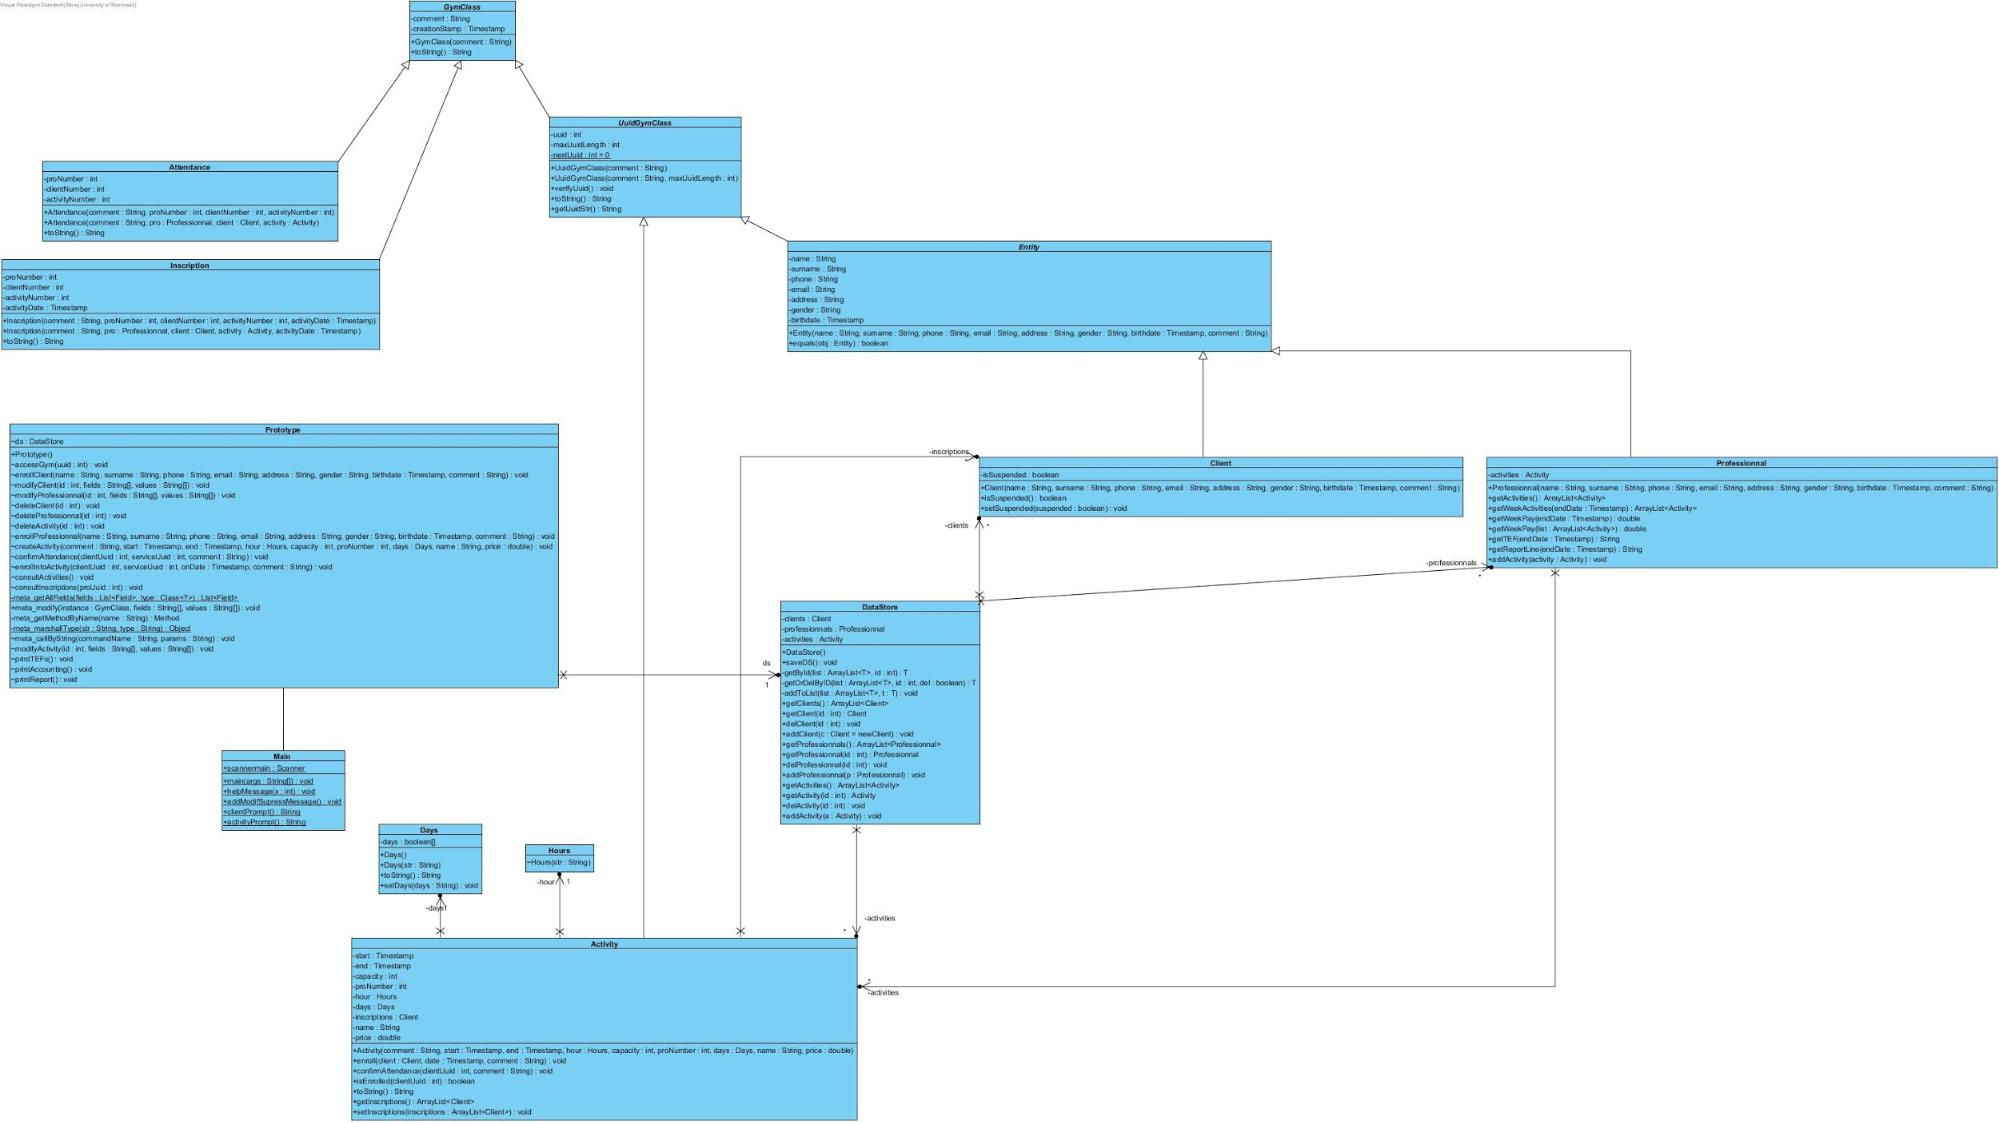 Visual Paradigm Standard(Slore(University of Montreal))
GymClass
-comment : String
-creationStamp : Timestamp
+GymClass(comment : String)
+toString() : String
UuidGymClass
-uuid : int
-maxUuidLength : int
-nextUuid : int = 0
+UuidGymClass(comment : String)
+UuidGymClass(comment : String, maxUuidLength : int)
+verifyUuid() : void
+toString() : String
+getUuidStr() : String
Attendance
-proNumber : int
-clientNumber : int
-activityNumber : int
+Attendance(comment : String, proNumber : int, clientNumber : int, activityNumber : int)
+Attendance(comment : String, pro : Professionnal, client : Client, activity : Activity)
+toString() : String
Inscription
-proNumber : int
-clientNumber : int
-activityNumber : int
-activityDate : Timestamp
+Inscription(comment : String, proNumber : int, clientNumber : int, activityNumber : int, activityDate : Timestamp)
+Inscription(comment : String, pro : Professionnal, client : Client, activity : Activity, activityDate : Timestamp)
+toString() : String
Entity
-name : String
-surname : String
-phone : String
-email : String
-address : String
-gender : String
-birthdate : Timestamp
+Entity(name : String, surname : String, phone : String, email : String, address : String, gender : String, birthdate : Timestamp, comment : String)
+equals(obj : Entity) : boolean
Prototype
~ds : DataStore
+Prototype()
~accessGym(uuid : int) : void
~enrollClient(name : String, surname : String, phone : String, email : String, address : String, gender : String, birthdate : Timestamp, comment : String) : void
~modifyClient(id : int, fields : String[], values : String[]) : void
~modifyProfessionnal(id : int, fields : String[], values : String[]) : void
~deleteClient(id : int) : void
~deleteProfessionnal(id : int) : void
~deleteActivity(id : int) : void
~enrollProfessionnal(name : String, surname : String, phone : String, email : String, address : String, gender : String, birthdate : Timestamp, comment : String) : void
~createActivity(comment : String, start : Timestamp, end : Timestamp, hour : Hours, capacity : int, proNumber : int, days : Days, name : String, price : double) : void
~confirmAttendance(clientUuid : int, serviceUuid : int, comment : String) : void
~enrollIntoActivity(clientUuid : int, serviceUuid : int, onDate : Timestamp, comment : String) : void
~consultActivities() : void
~consultInscriptions(proUuid : int) : void
-meta_getAllFields(fields : List<Field>, type : Class<?>) : List<Field>
+meta_modify(instance : GymClass, fields : String[], values : String[]) : void
-meta_getMethodByName(name : String) : Method
-meta_marshallType(str : String, type : String) : Object
~meta_callByString(commandName : String, params : String) : void
~modifyActivity(id : int, fields : String[], values : String[]) : void
~printTEFs() : void
~printAccounting() : void
~printReport() : void
-inscriptions
Client
-isSuspended : boolean
+Client(name : String, surname : String, phone : String, email : String, address : String, gender : String, birthdate : Timestamp, comment : String)
+isSuspended() : boolean
+setSuspended(suspended : boolean) : void
-clients
*
Professionnal
-activities : Activity
+Professionnal(name : String, surname : String, phone : String, email : String, address : String, gender : String, birthdate : Timestamp, comment : String)
+getActivities() : ArrayList<Activity>
+getWeekActivities(endDate : Timestamp) : ArrayList<Activity>
+getWeekPay(endDate : Timestamp) : double
+getWeekPay(list : ArrayList<Activity>) : double
+getTEF(endDate : Timestamp) : String
+getReportLine(endDate : Timestamp) : String
+addActivity(activity : Activity) : void
-professionnals
*
DataStore
-clients : Client
-professionnals : Professionnal
-activities : Activity
+DataStore()
+saveDS() : void
-getById(list : ArrayList<T>, id : int) : T
-getOrDelByID(list : ArrayList<T>, id : int, del : boolean) : T
-addToList(list : ArrayList<T>, t : T) : void
+getClients() : ArrayList<Client>
+getClient(id : int) : Client
+delClient(id : int) : void
+addClient(c : Client = newClient) : void
+getProfessionnals() : ArrayList<Professionnal>
+getProfessionnal(id : int) : Professionnal
+delProfessionnal(id : int) : void
+addProfessionnal(p : Professionnal) : void
+getActivities() : ArrayList<Activity>
+getActivity(id : int) : Activity
+delActivity(id : int) : void
+addActivity(a : Activity) : void
ds
1
Main
+scannermain : Scanner
+main(args : String[]) : void
+helpMessage(x : int) : void
+addModifSupressMessage() : void
+clientPrompt() : String
+activityPrompt() : String
Days
-days : boolean[]
+Days()
+Days(str : String)
+toString() : String
+setDays(days : String) : void
-days
1
Hours
~Hours(str : String)
-hour
1
-activities
*
Activity
-start : Timestamp
-end : Timestamp
-capacity : int
-proNumber : int
-hour : Hours
-days : Days
-inscriptions : Client
-name : String
-price : double
+Activity(comment : String, start : Timestamp, end : Timestamp, hour : Hours, capacity : int, proNumber : int, days : Days, name : String, price : double)
+enroll(client : Client, date : Timestamp, comment : String) : void
+confirmAttendance(clientUuid : int, comment : String) : void
+isEnrolled(clientUuid : int) : boolean
+toString() : String
+getInscriptions() : ArrayList<Client>
+setInscriptions(inscriptions : ArrayList<Client>) : void
*
-activities